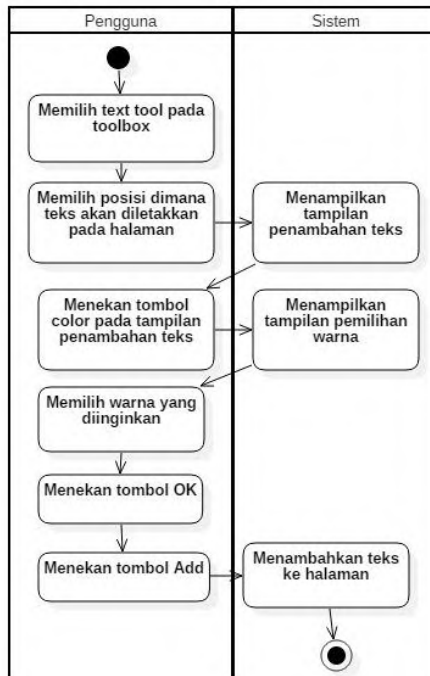 Pengguna
Sistem
Memilih text tool pada
toolbox
Memilih posisi dimana
teks akan diletakkan
pada halaman
Menampilkan
tampilan
penambahan teks
Menekan tombol
color pada tampilan
penambahan teks
Menampilkan
tampilan pemilihan
warna
Memilih warna yang
diinginkan
Menekan tombol OK
Menekan tombol Add
Menambahkan teks
ke halaman